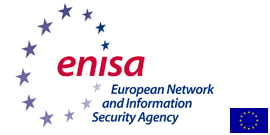 enisa
European Network
and Information
Security Agency